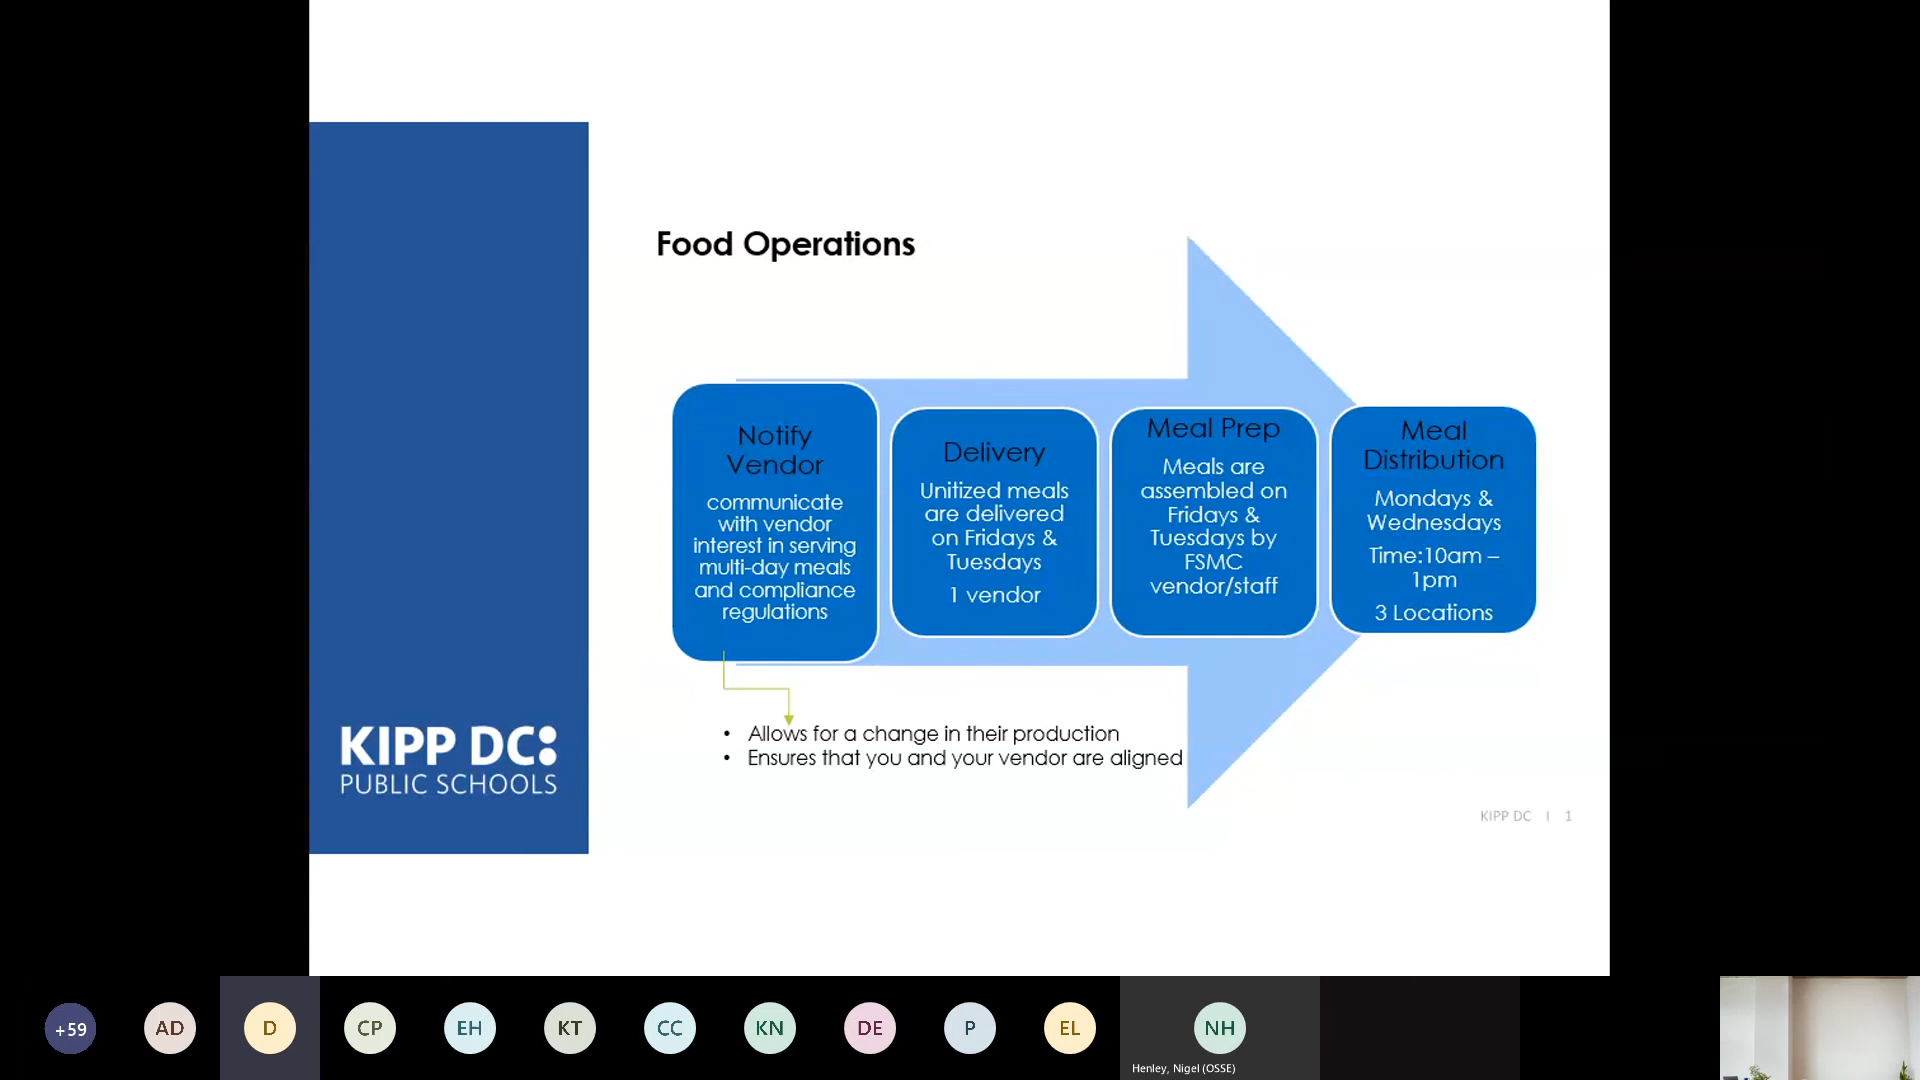 Food Operations
Notify
Vendor
communicate
with vendor
interest in serving
multi-day meals
and compliance
regulations
Delivery
Unitized meals
are delivered
on Fridays &
Tuesdays
1 vendor
Meal Prep
Meals are
assembled on
Fridays &
Tuesdays by
FSMC
vendor/staff
Meal
Distribution
Mondays &
Wednesdays
Time:10am –
1pm
3 Locations
• Allows for a change in their production
• Ensures that you and your vendor are aligned
KIPP DC:
PUBLIC SCHOOLS
KIPP DC | 1
+59 AD D CP EH KT CC KN DE P EL NH
Henley, Nigel (OSSE)